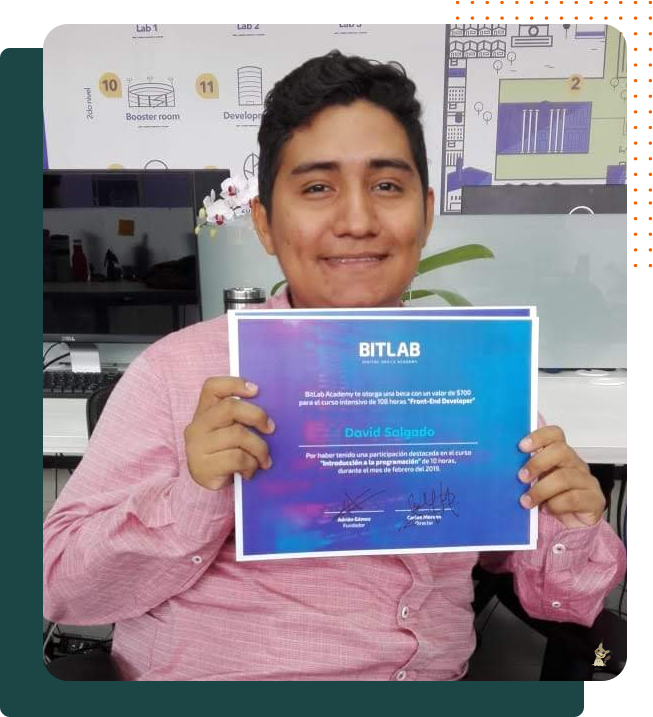 Lab 1
Lab 2
2do nivel
10
11
2
Booster room
BITLAB
DIGITAL SKILLS ACADEMY
BitLab Academy te otorga una beca con un valor de $700
para el curso intensivo de 108 horas "Front-End Developer"
David Salgado
Por haber tenido una participación destacada en el curso
"Introducción a la programación" de 10 horas,
durante el mes de febrero del 2019.
Adrián Gómez
Fundador
Carlos
Director
DELL